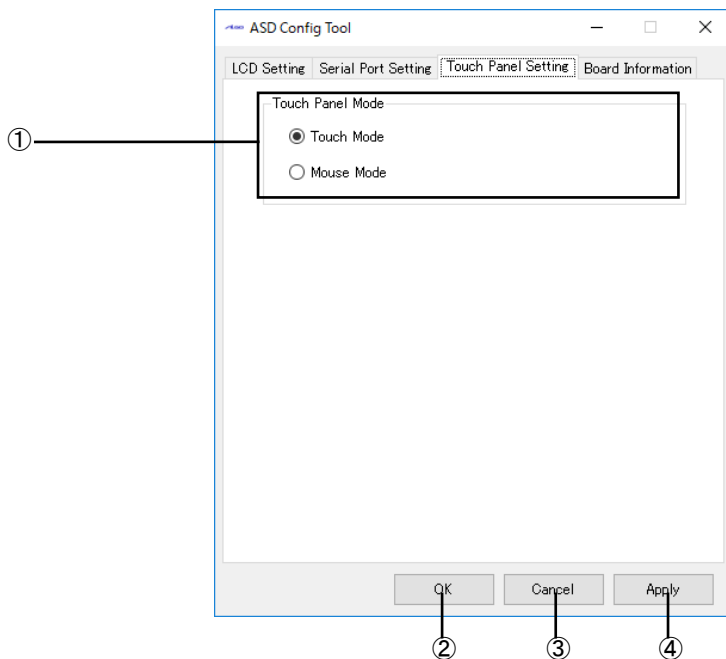 ASD Config Tool
LCD Setting Serial Port Setting Touch Panel Setting Board Information
Touch Panel Mode
① Touch Mode
Mouse Mode
OK Cancel Apply
② ③ ④